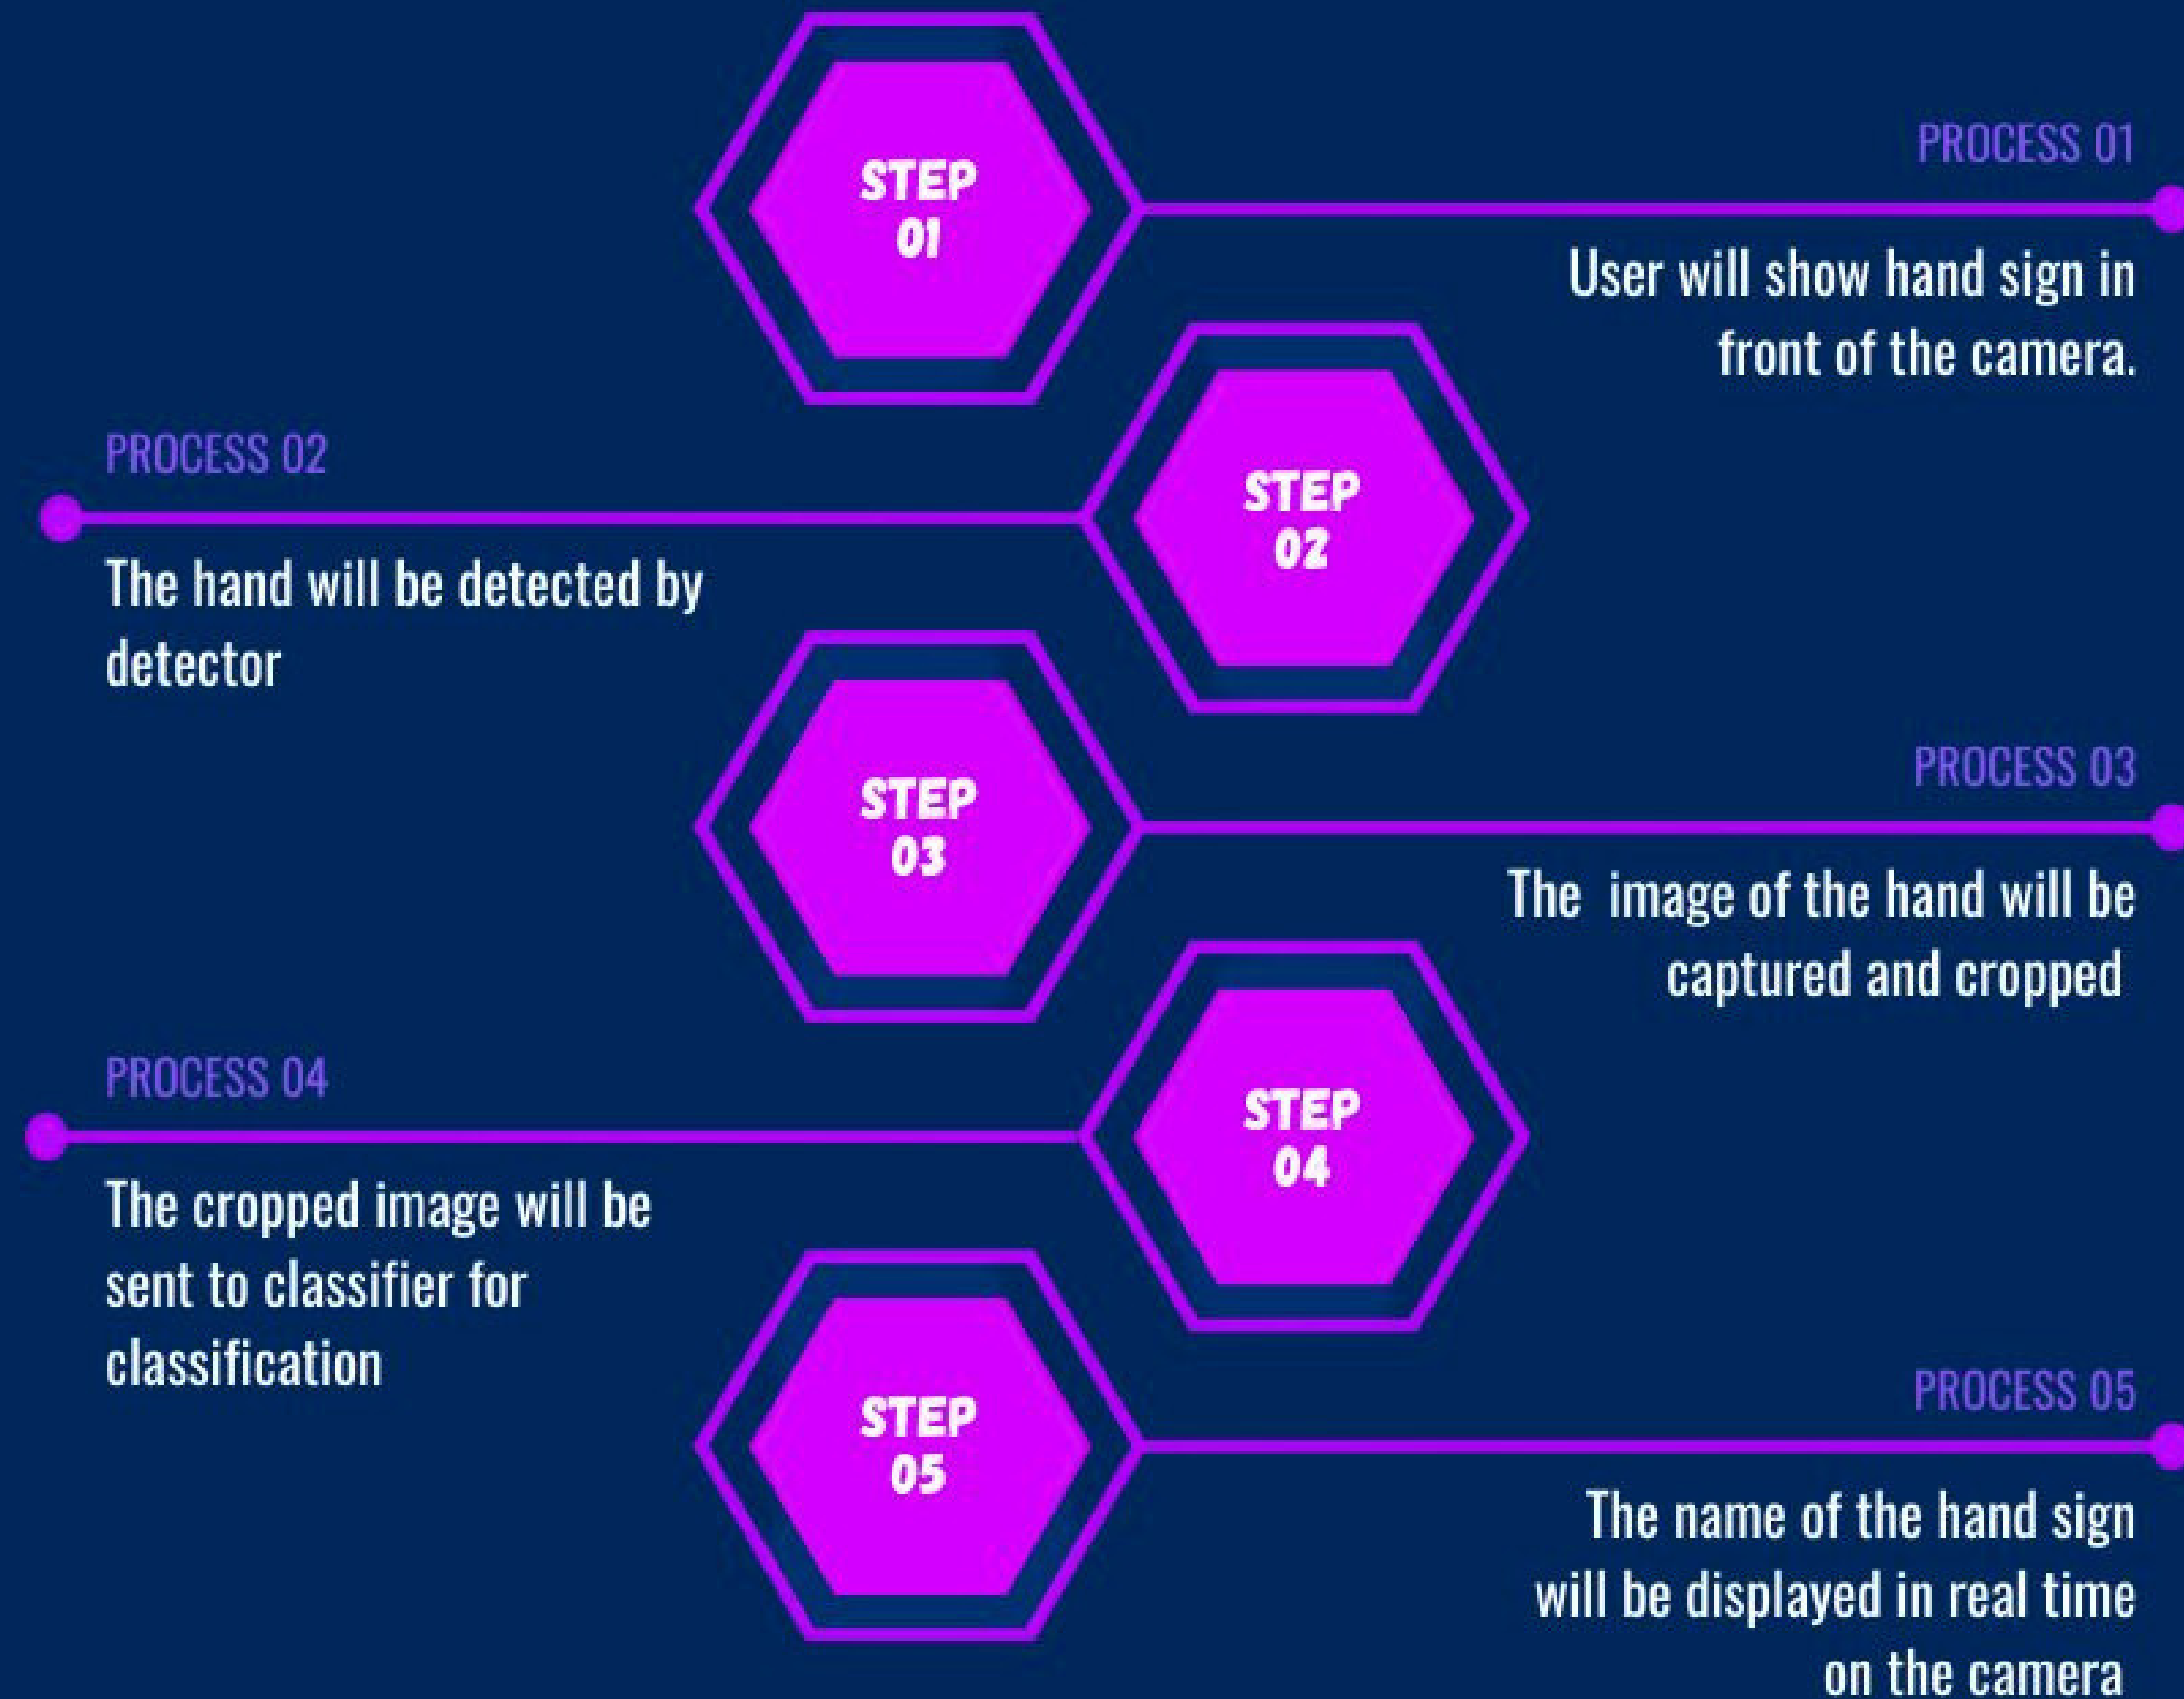 STEP
01
PROCESS 01
User will show hand sign in
front of the camera.
PROCESS 02
STEP
02
The hand will be detected by
detector
STEP
03
PROCESS 03
The  image of the hand will be
captured and cropped
PROCESS 04
STEP
04
The cropped image will be
sent to classifier for
classification
STEP
05
PROCESS 05
The name of the hand sign
will be displayed in real time
on the camera